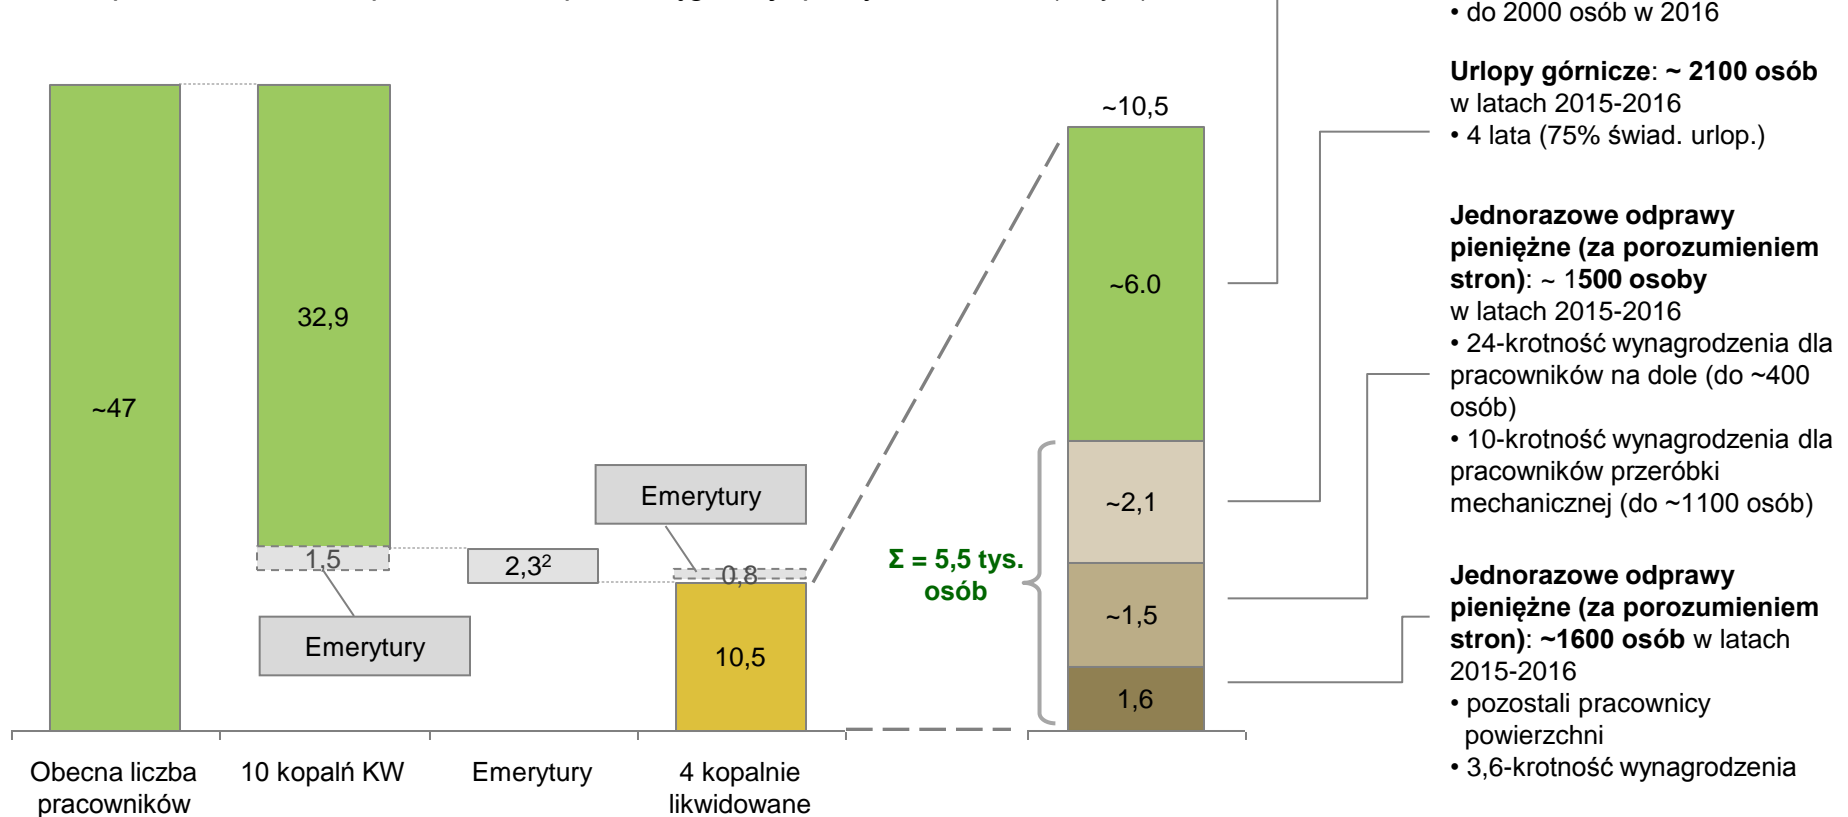 • do 2000 osób w 2016
Urlopy górnicze: ~ 2100 osób
w latach 2015-2016
• 4 lata (75% świad. urlop.)
Jednorazowe odprawy
pieniężne (za porozumieniem
stron): ~ 1500 osoby
w latach 2015-2016
• 24-krotność wynagrodzenia dla
pracowników na dole (do ~400
osób)
• 10-krotność wynagrodzenia dla
pracowników przeróbki
mechanicznej (do ~1100 osób)
Jednorazowe odprawy
pieniężne (za porozumieniem
stron): ~1600 osób w latach
2015-2016
• pozostali pracownicy
powierzchni
• 3,6-krotność wynagrodzenia
~10,5
~6.0
~2,1
~1,5
1,6
Σ = 5,5 tys.
osób
~47
32,9
1,5
Emerytury
2,3²
Emerytury
0,8
10,5
Obecna liczba
pracowników
10 kopalń KW
Emerytury
4 kopalnie
likwidowane